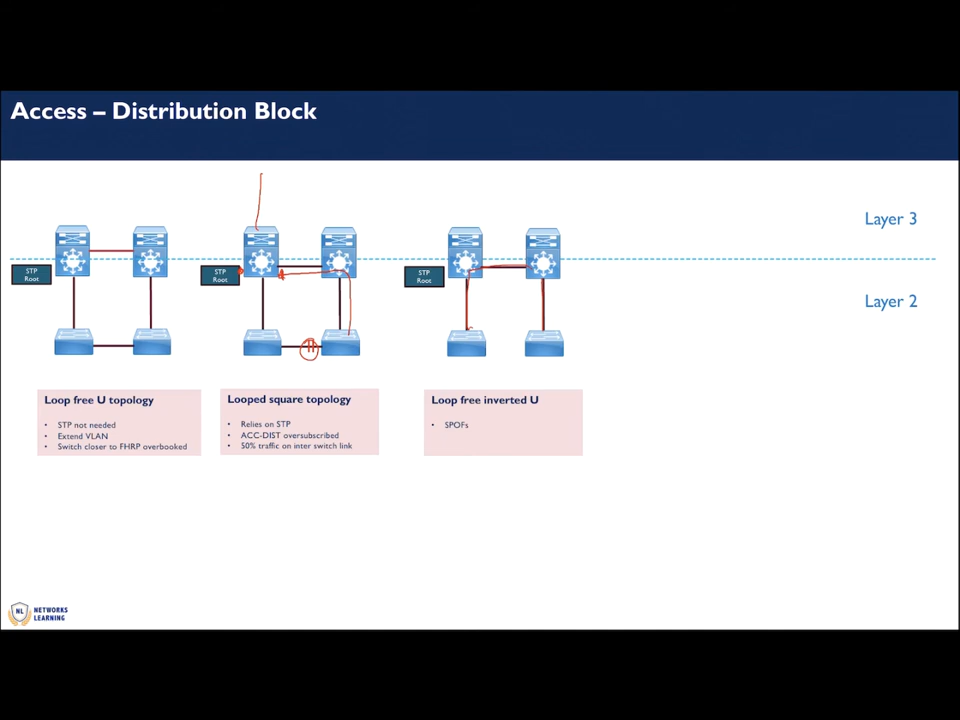 Access – Distribution Block
Layer 3
STP
Root
STP
Root
STP
Root
Layer 2
Loop free U topology
• STP not needed
• Extend VLAN
• Switch closer to FHRP overbooked
Looped square topology
• Relies on STP
• ACC-DIST oversubscribed
• 50% traffic on inter switch link
Loop free inverted U
• SPOFs
NL
NETWORKS
LEARNING